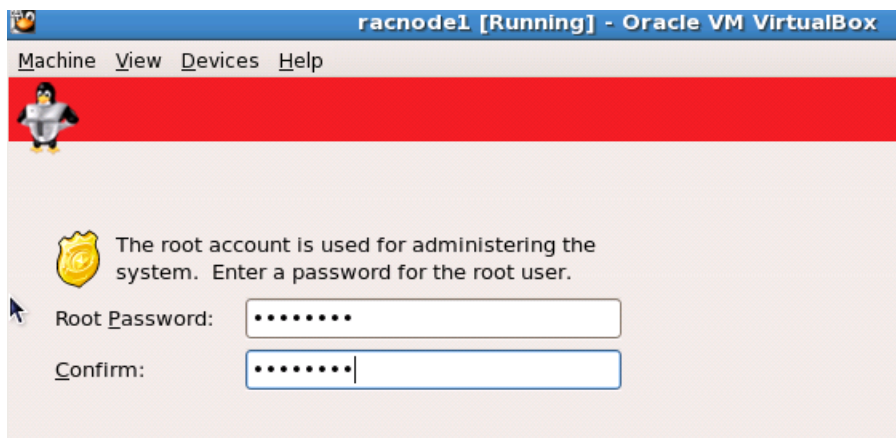 racnode1 [Running] - Oracle VM VirtualBox
Machine View Devices Help
The root account is used for administering the
system. Enter a password for the root user.
Root Password: ••••••••
Confirm: ••••••••